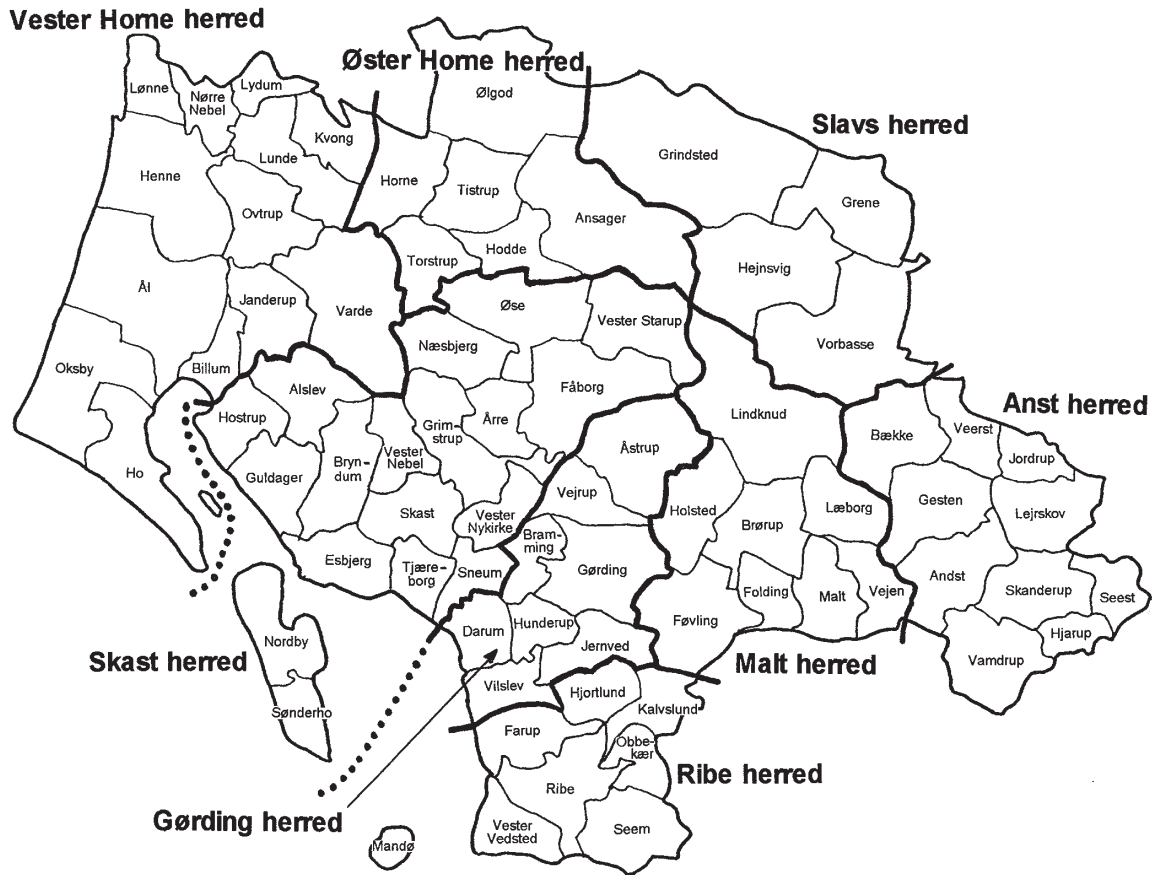 Vester Horne herred
Øster Horne herred
Slavs herred
Lønne
Nørre
Nebel
Lydum
Kvong
Lunde
Henne
Ovtrup
Ål
Janderup
Varde
Billum
Oksby
Ho
Ølgod
Horne
Tistrup
Ansager
Torstrup
Hodde
Grindsted
Grene
Hejnsvig
Vorbasse
Øse
Vester Starup
Næsbjerg
Fåborg
Alslev
Hostrup
Grim-
strup
Årre
Guldager
Bryn-
dum
Vester
Nebel
Skast
Vester
Nykirke
Esbjerg
Tjære-
borg
Sneum
Nordby
Sønderho
Skast herred
Åstrup
Vejrup
Bram-
ming
Gørding
Darum
Hunderup
Jernved
Vilslev
Gørding herred
Lindknud
Holsted
Brørup
Læborg
Føvling
Folding
Malt
Vejen
Malt herred
Anst herred
Bække
Veerst
Jordrup
Gesten
Lejrskov
Andst
Skanderup
Seest
Hjarup
Vamdrup
Hjortlund
Kalvslund
Farup
Obbe-
kær
Ribe
Ribe herred
Vester
Vedsted
Seem
Mandø